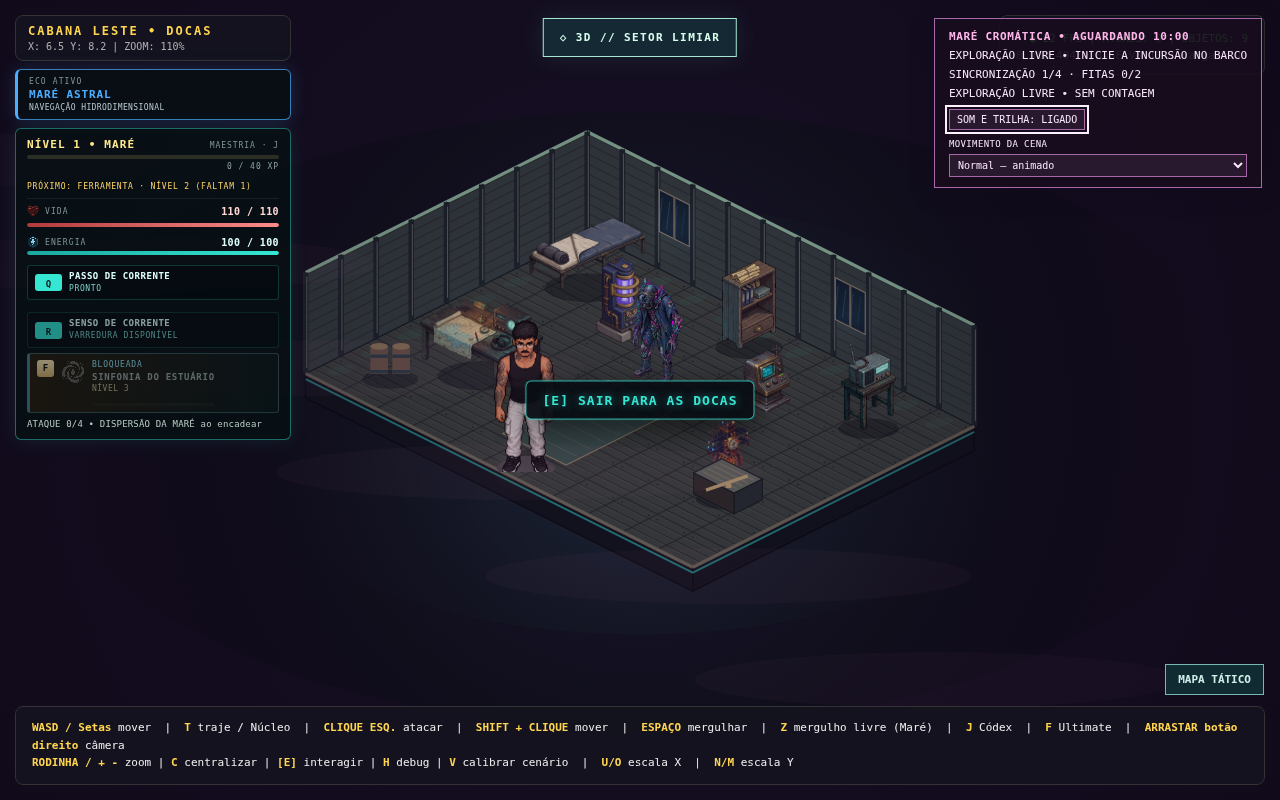 CABANA LESTE • DOCAS
X: 6.5 Y: 8.2 | ZOOM: 110%
ECO ATIVO
MARÉ ASTRAL
NAVEGAÇÃO HIDRODIMENSIONAL
NÍVEL 1 • MARÉ
MAESTRIA · J
0 / 40 XP
PRÓXIMO: FERRAMENTA · NÍVEL 2 (FALTAM 1)
VIDA
110 / 110
ENERGIA
100 / 100
Q
PASSO DE CORRENTE
PRONTO
R
SENSO DE CORRENTE
VARREDURA DISPONÍVEL
F
BLOQUEADA
SINFONIA DO ESTUÁRIO
NÍVEL 3
ATAQUE 0/4 • DISPERSÃO DA MARÉ ao encadear
◇ 3D // SETOR LIMIAR
MARÉ CROMÁTICA • AGUARDANDO 10:00
EXPLORAÇÃO LIVRE • INICIE A INCURSÃO NO BARCO
SINCRONIZAÇÃO 1/4 · FITAS 0/2
EXPLORAÇÃO LIVRE • SEM CONTAGEM
SOM E TRILHA: LIGADO
MOVIMENTO DA CENA
Normal — animado
[E] SAIR PARA AS DOCAS
MAPA TÁTICO
WASD / Setas mover | T traje / Núcleo | CLIQUE ESQ. atacar | SHIFT + CLIQUE mover | ESPAÇO mergulhar | Z mergulho livre (Maré) | J Códex | F Ultimate | ARRASTAR botão
direito câmera
RODINHA / + - zoom | C centralizar | [E] interagir | H debug | V calibrar cenário | U/O escala X | N/M escala Y